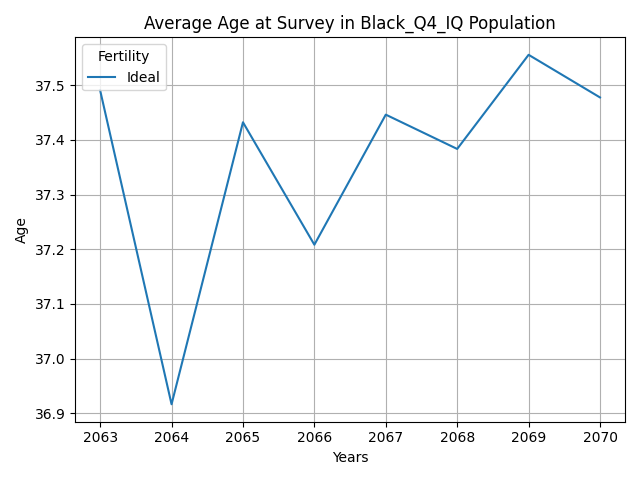 Average Age at Survey in Black_Q4_IQ Population
Fertility
Ideal
37.5
37.4
37.3
37.2
37.1
37.0
36.9
Age
2063 2064 2065 2066 2067 2068 2069 2070
Years